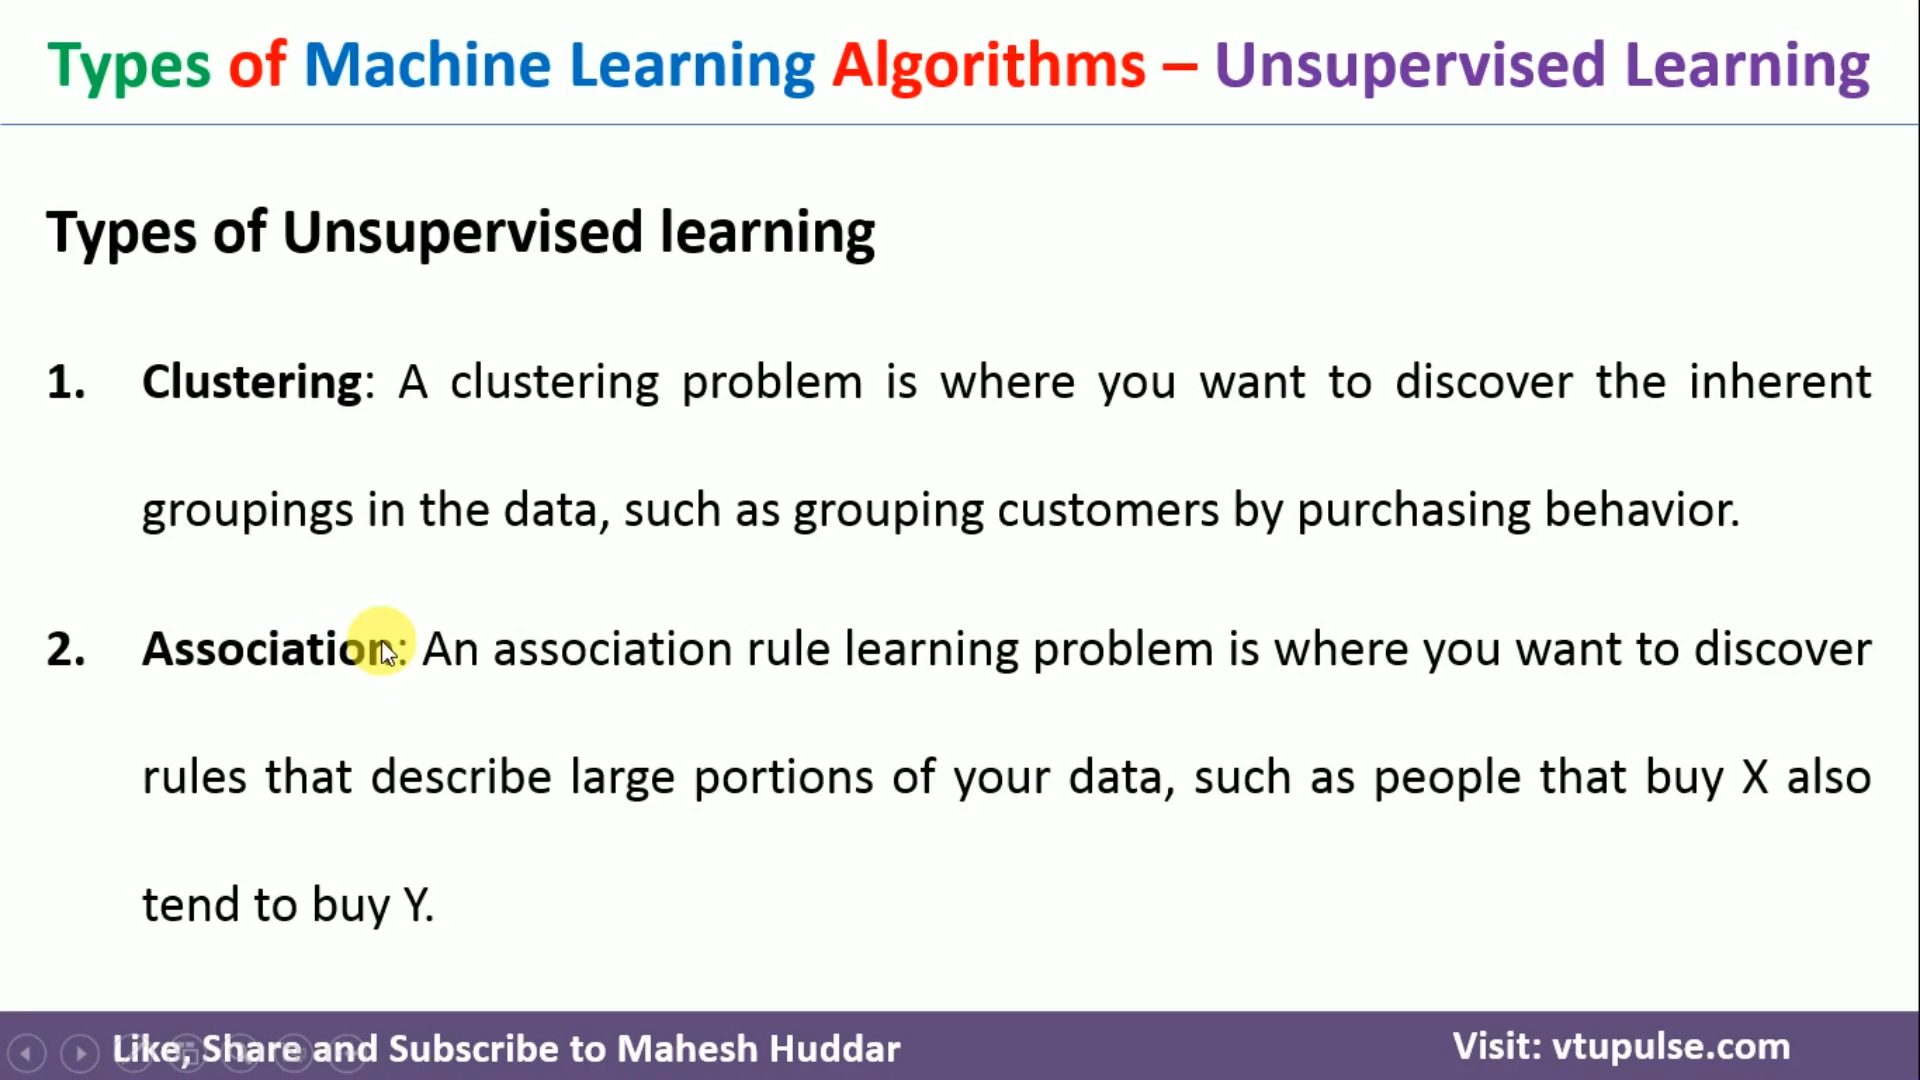 Types of Machine Learning Algorithms – Unsupervised Learning
Types of Unsupervised learning
1. Clustering: A clustering problem is where you want to discover the inherent
groupings in the data, such as grouping customers by purchasing behavior.
2. Association: An association rule learning problem is where you want to discover
rules that describe large portions of your data, such as people that buy X also
tend to buy Y.
Like, Share and Subscribe to Mahesh Huddar
Visit: vtupulse.com